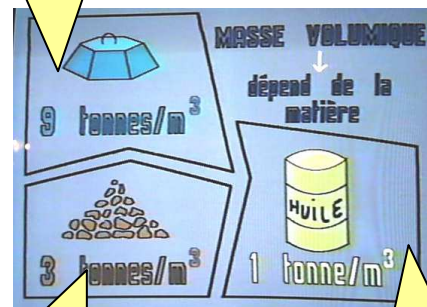 MASSE VOLUMIQUE
dépend de la
matière
9 tonnes/m³
3 tonnes/m³
HUILE
1 tonne/m³